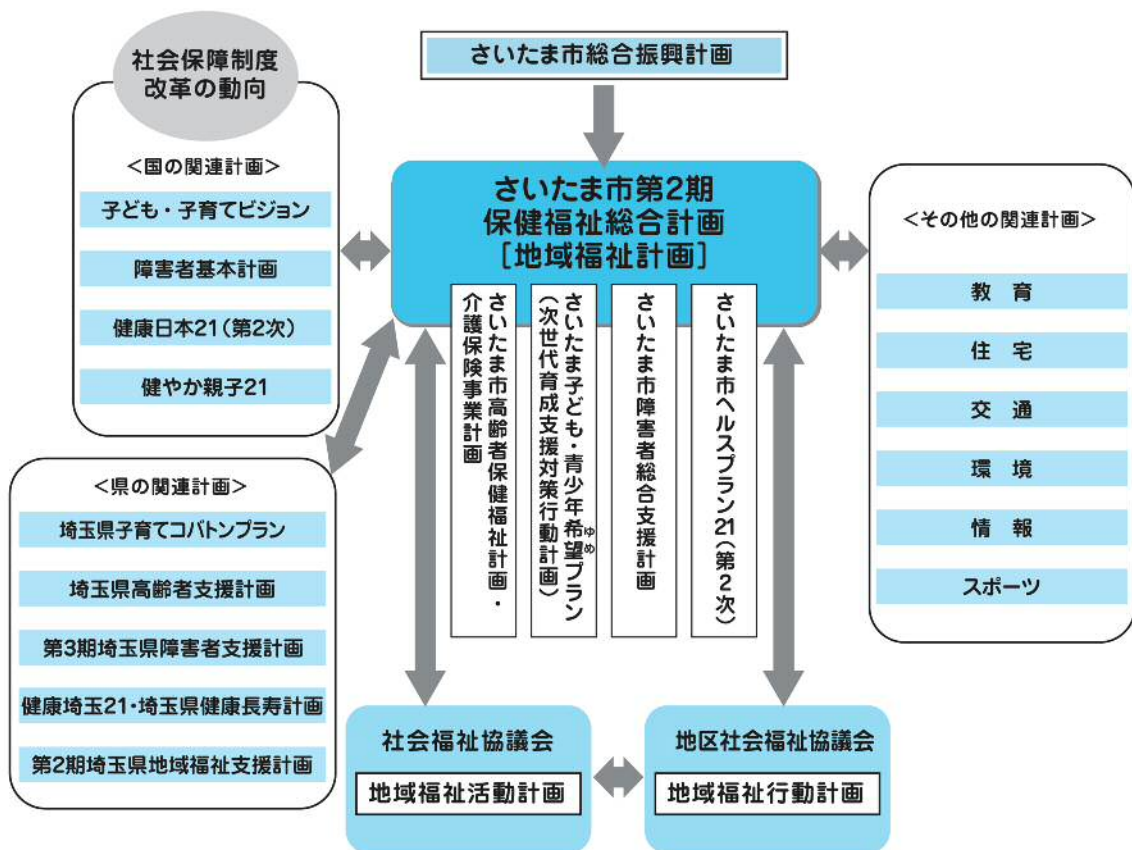 社会保障制度
改革の動向
＜国の関連計画＞
子ども・子育てビジョン
障害者基本計画
健康日本21（第2次）
健やか親子21
＜県の関連計画＞
埼玉県子育てコバトンプラン
埼玉県高齢者支援計画
第3期埼玉県障害者支援計画
健康埼玉21・埼玉県健康長寿計画
第2期埼玉県地域福祉支援計画
さいたま市総合振興計画
さいたま市第2期
保健福祉総合計画
［地域福祉計画］
さいたま市高齢者保健福祉計画・
介護保険事業計画
さいたま子ども・青少年希望プラン
ゆめ
（次世代育成支援対策行動計画）
さいたま市障害者総合支援計画
さいたま市ヘルスプラン21（第2次）
社会福祉協議会
地域福祉活動計画
地区社会福祉協議会
地域福祉行動計画
＜その他の関連計画＞
教 育
住 宅
交 通
環 境
情 報
スポーツ